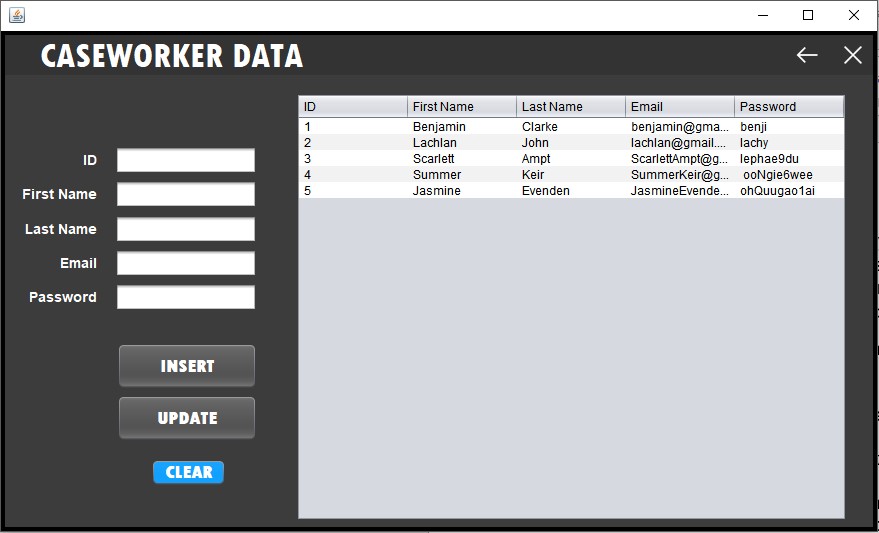 CASEWORKER DATA
ID First Name Last Name Email Password
1 Benjamin Clarke benjamin@gma... benji
2 Lachlan John lachlan@gmail.... lachy
3 Scarlett Ampt ScarlettAmpt@g... lephae9du
4 Summer Keir SummerKeir@g... ooNgie6wee
5 Jasmine Evenden JasmineEvende... ohQuugao1ai
ID
First Name
Last Name
Email
Password
INSERT
UPDATE
CLEAR